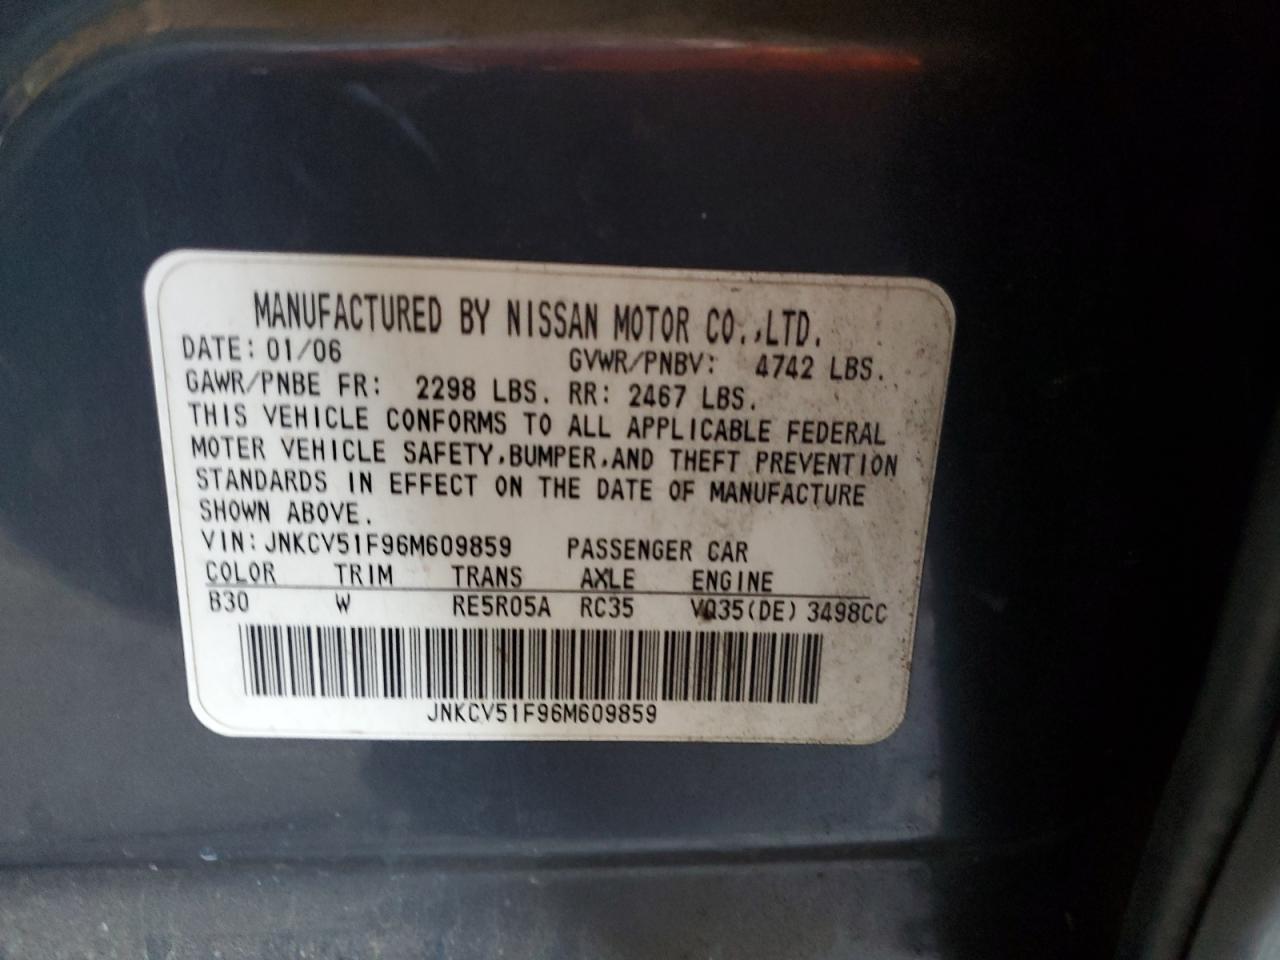 MANUFACTURED BY NISSAN MOTOR CO.,LTD.
DATE: 01/06 GVWR/PNBV: 4742 LBS.
GAWR/PNBE FR: 2298 LBS. RR: 2467 LBS.
THIS VEHICLE CONFORMS TO ALL APPLICABLE FEDERAL
MOTER VEHICLE SAFETY,BUMPER,AND THEFT PREVENTION
STANDARDS IN EFFECT ON THE DATE OF MANUFACTURE
SHOWN ABOVE.
VIN: JNKCV51F96M609859 PASSENGER CAR
COLOR TRIM TRANS AXLE ENGINE
B30 W RE5R05A RC35 VQ35(DE) 3498CC
JNKCV51F96M609859